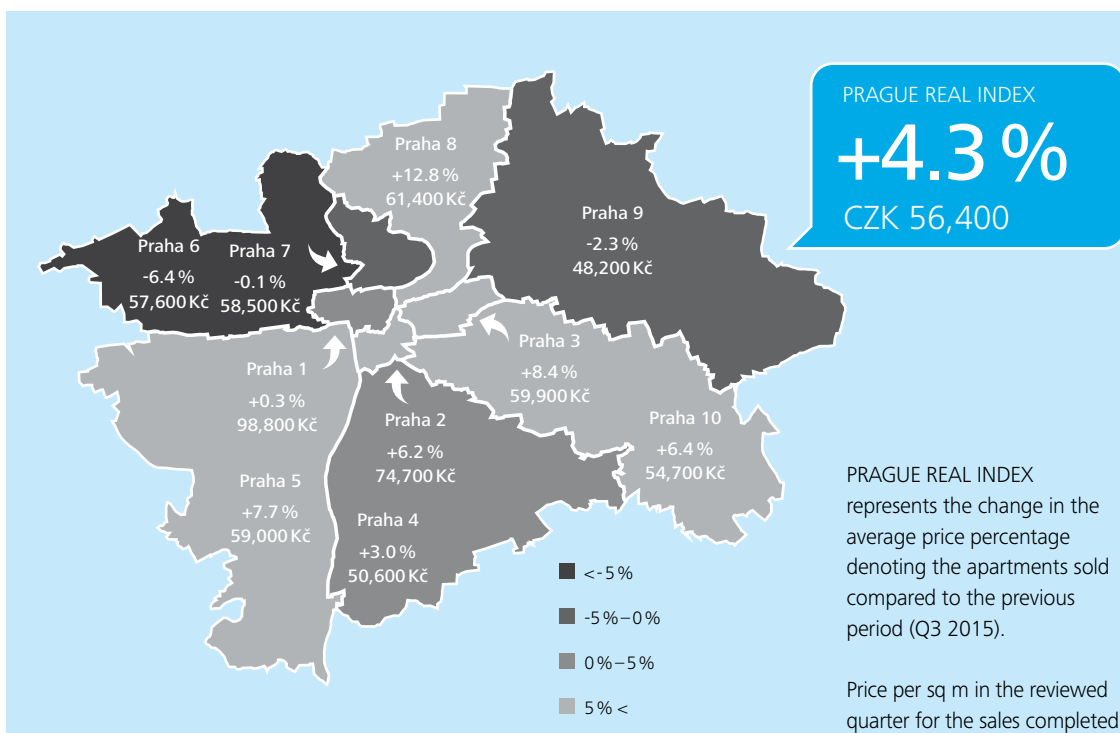 PRAGUE REAL INDEX
+4.3 %
CZK 56,400
Praha 8
+12.8 %
61,400 Kč
Praha 9
-2.3 %
48,200 Kč
Praha 6
-6.4 %
57,600 Kč
Praha 7
-0.1 %
58,500 Kč
Praha 3
+8.4 %
59,900 Kč
Praha 1
+0.3 %
98,800 Kč
Praha 2
+6.2 %
74,700 Kč
Praha 10
+6.4 %
54,700 Kč
Praha 5
+7.7 %
59,000 Kč
Praha 4
+3.0 %
50,600 Kč
<-5 %
-5 %–0 %
0 %–5 %
5 % <
PRAGUE REAL INDEX
represents the change in the
average price percentage
denoting the apartments sold
compared to the previous
period (Q3 2015).
Price per sq m in the reviewed
quarter for the sales completed